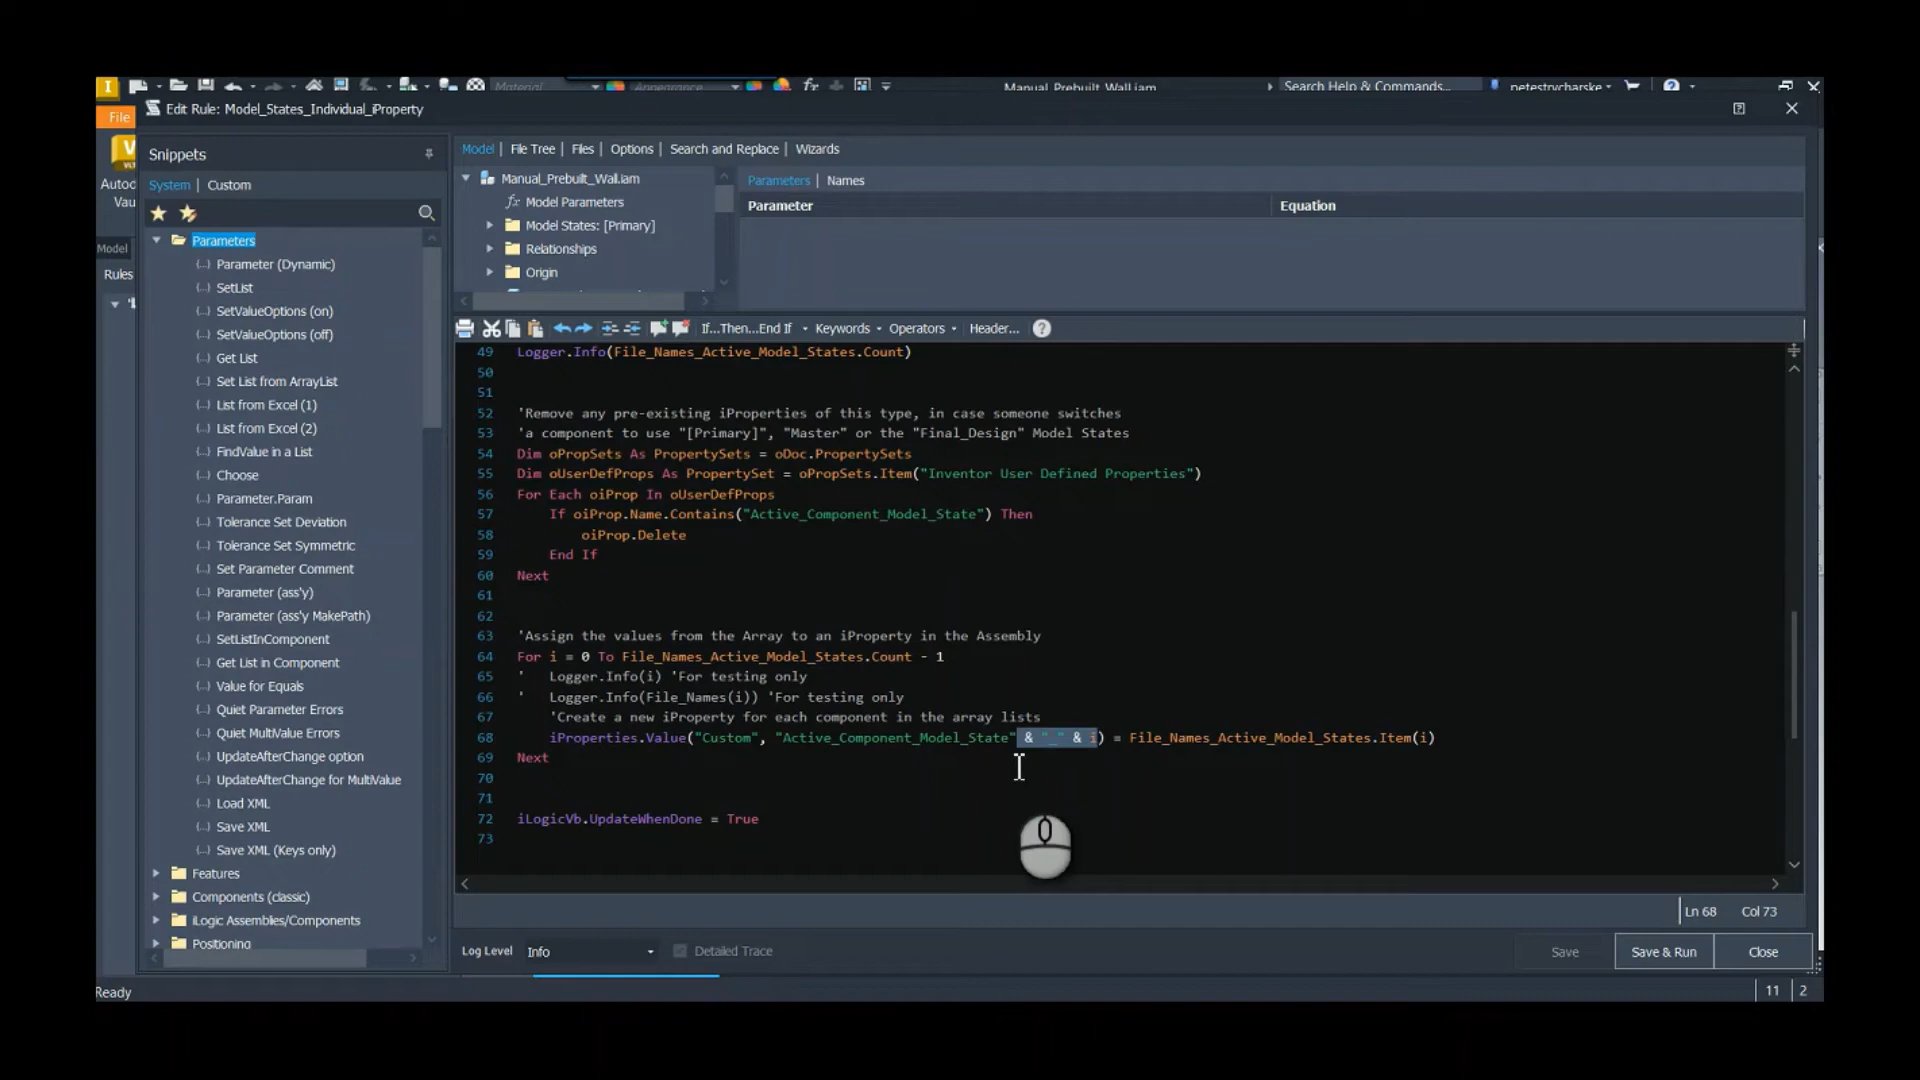 Material
Appearance
fx
Manual_Prebuilt_Wall.iam
Search Help & Commands...
petestrycharske
Edit Rule: Model_States_Individual_iProperty
File
Autod
Vau
Model
Rules
Snippets
System | Custom
Parameters
Parameter (Dynamic)
SetList
SetValueOptions (on)
SetValueOptions (off)
Get List
Set List from ArrayList
List from Excel (1)
List from Excel (2)
FindValue in a List
Choose
Parameter.Param
Tolerance Set Deviation
Tolerance Set Symmetric
Set Parameter Comment
Parameter (ass'y)
Parameter (ass'y MakePath)
SetListInComponent
Get List in Component
Value for Equals
Quiet Parameter Errors
Quiet MultiValue Errors
UpdateAfterChange option
UpdateAfterChange for MultiValue
Load XML
Save XML
Save XML (Keys only)
Features
Components (classic)
iLogic Assembles/Components
Positioning
Model | File Tree | Files | Options | Search and Replace | Wizards
Manual_Prebuilt_Wall.iam
fx Model Parameters
Model States: [Primary]
Relationships
Origin
Parameters | Names
Parameter Equation
If...Then...End If Keywords Operators Header...
49 Logger.Info(File_Names_Active_Model_States.Count)
50
51
52 'Remove any pre-existing iProperties of this type, in case someone switches
53 'a component to use "[Primary]", "Master" or the "Final_Design" Model States
54 Dim oPropSets As PropertySets = oDoc.PropertySets
55 Dim oUserDefProps As PropertySet = oPropSets.Item("Inventor User Defined Properties")
56 For Each oiProp In oUserDefProps
57 If oiProp.Name.Contains("Active_Component_Model_State") Then
58 oiProp.Delete
59 End If
60 Next
61
62
63 'Assign the values from the Array to an iProperty in the Assembly
64 For i = 0 To File_Names_Active_Model_States.Count - 1
65 ' Logger.Info(i) 'For testing only
66 ' Logger.Info(File_Names(i)) 'For testing only
67 'Create a new iProperty for each component in the array lists
68 iProperties.Value("Custom", "Active_Component_Model_State" & "_" & i) = File_Names_Active_Model_States.Item(i)
69 Next
70
71
72 iLogicVb.UpdateWhenDone = True
73
Ln 68 Col 73
Log Level Info Detailed Trace
Save Save & Run Close
Ready
11 2